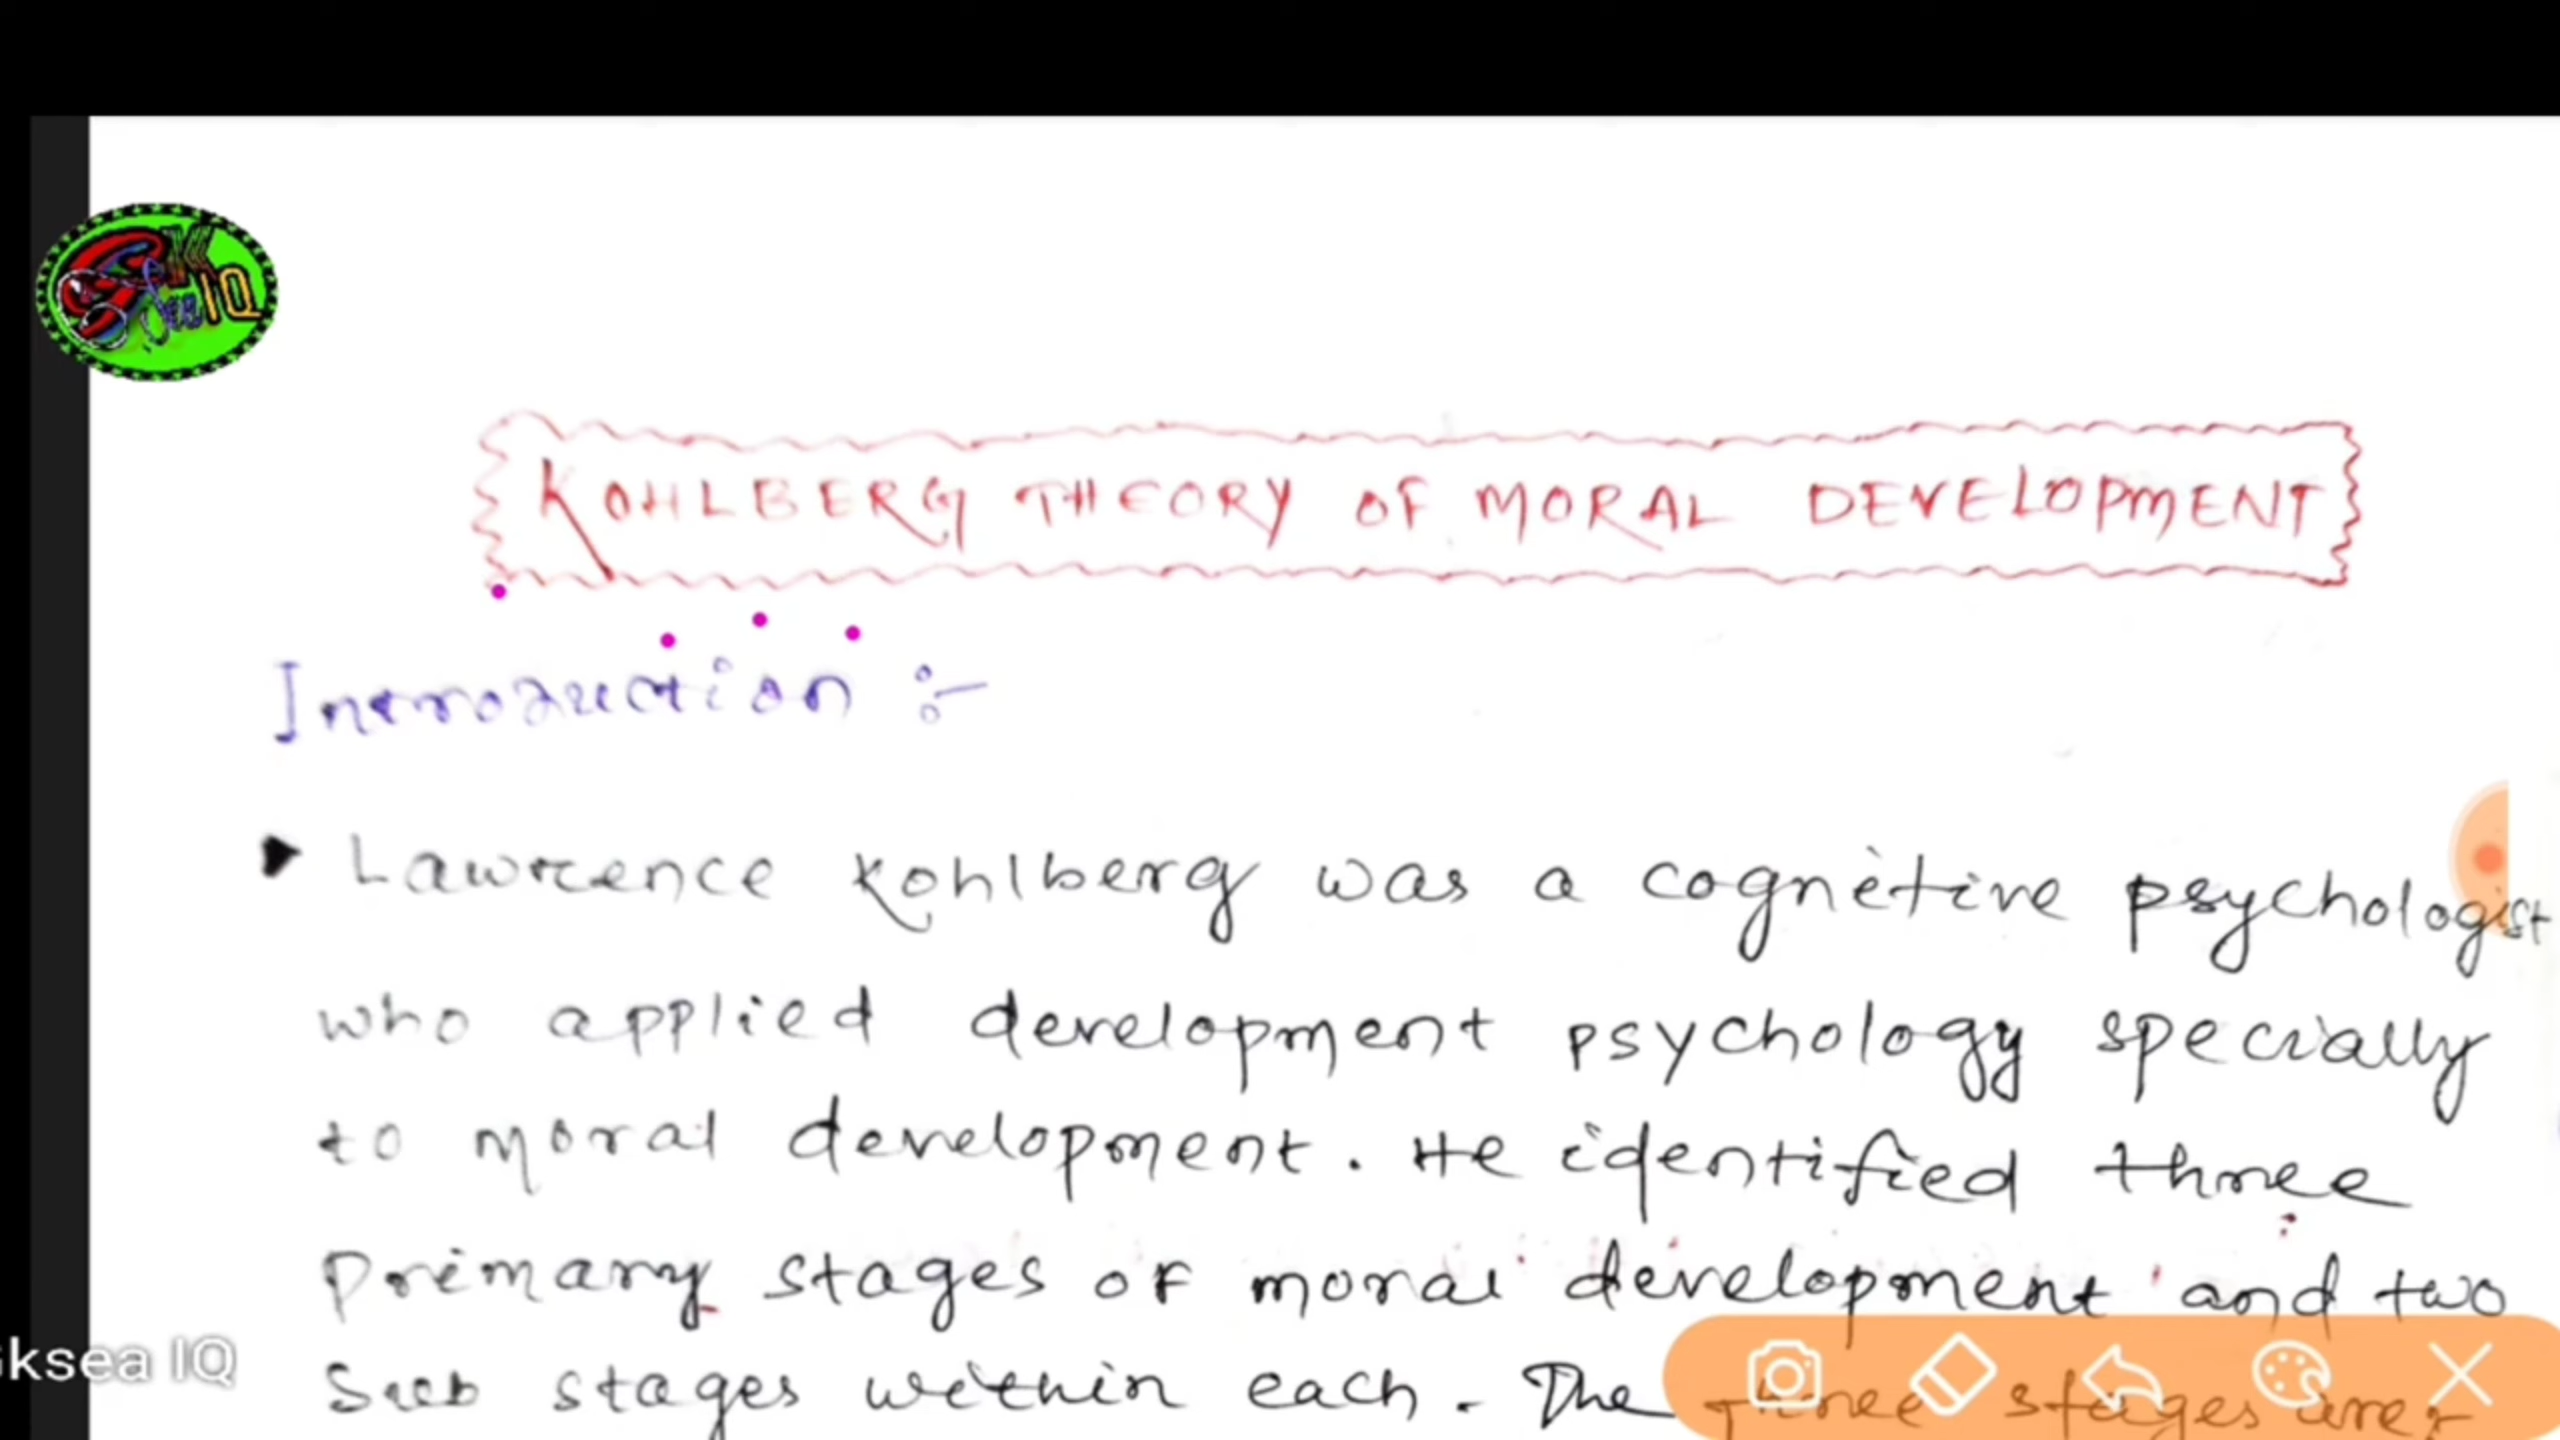 KOHLBERG THEORY OF MORAL DEVELOPMENT
Introduction :-
Lawrence Kohlberg was a cognitive psychologist
who applied development psychology specially
to moral development. He identified three
Primary stages of moral development and two
Sub stages within each. The three stages are:
ksea IQ
IQ